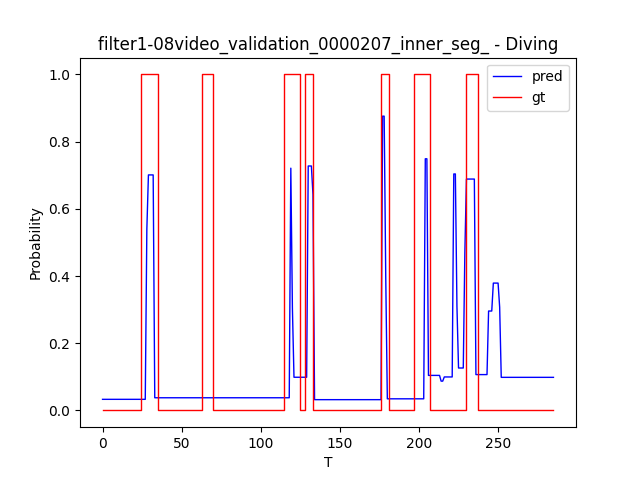 filter1-08video_validation_0000207_inner_seg_ - Diving
pred
gt
1.0
0.8
0.6
0.4
0.2
0.0
Probability
0 50 100 150 200 250
T